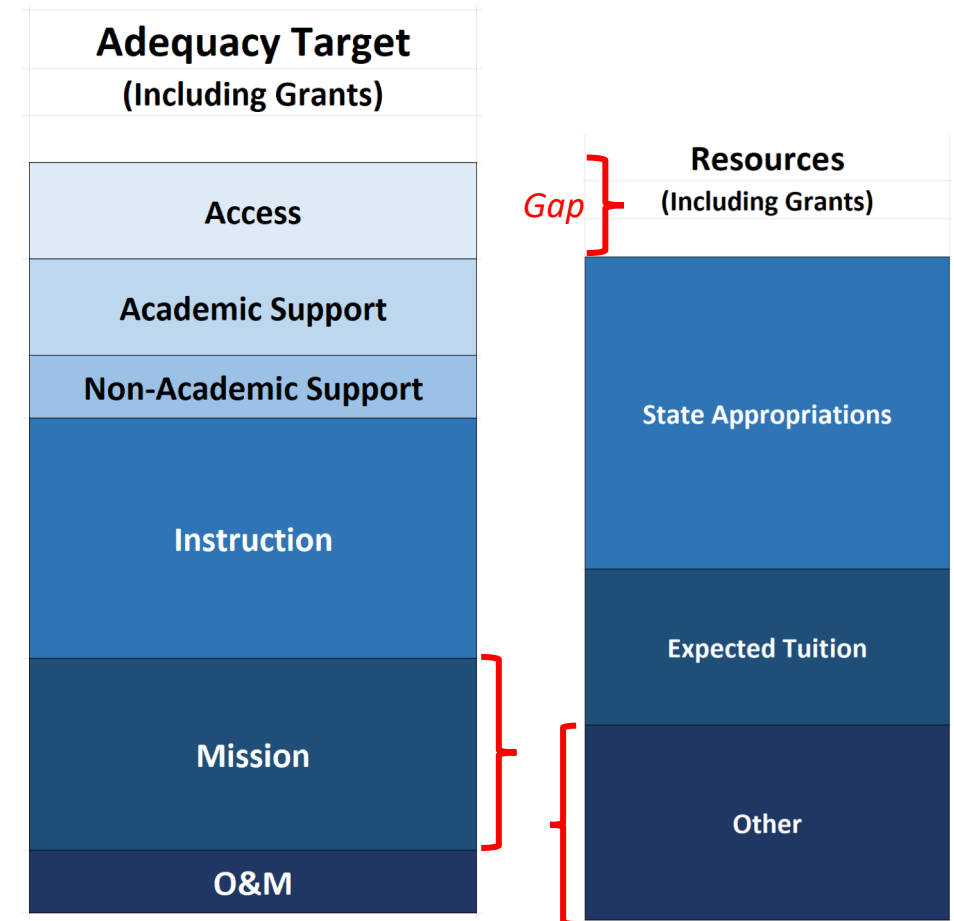 Adequacy Target
(Including Grants)
Access
Academic Support
Non-Academic Support
Instruction
Mission
O&M
Gap
Resources
(Including Grants)
State Appropriations
Expected Tuition
Other